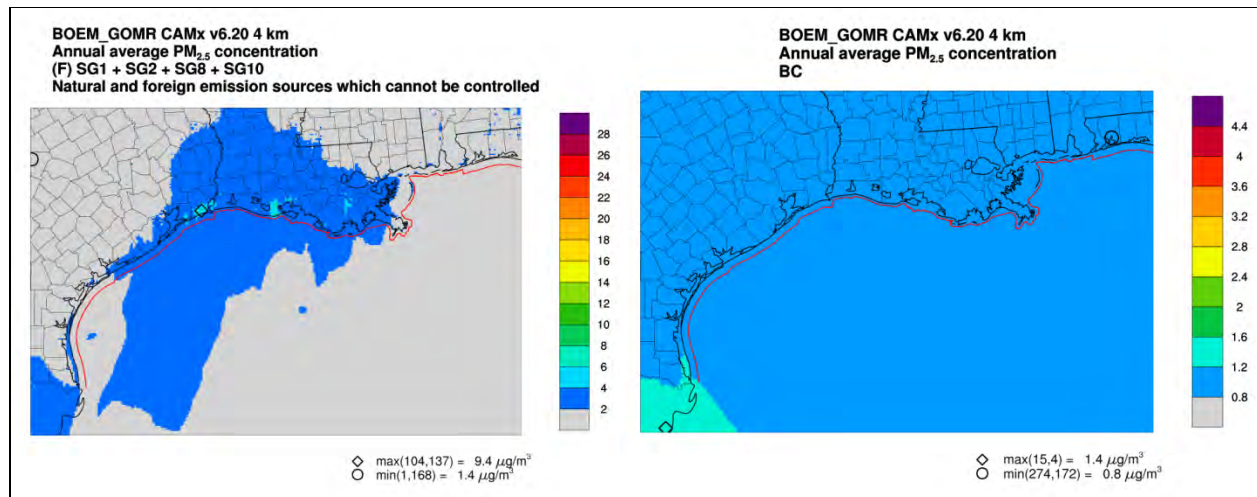 BOEM_GOMR CAMx v6.20 4 km
Annual average PM2.5 concentration
(F) SG1 + SG2 + SG8 + SG10
Natural and foreign emission sources which cannot be controlled
28
26
24
22
20
18
16
14
12
10
8
6
4
2
max(104,137) = 9.4 μg/m3
min(1,168) = 1.4 μg/m3
BOEM_GOMR CAMx v6.20 4 km
Annual average PM2.5 concentration
BC
4.4
4
3.6
3.2
2.8
2.4
2
1.6
1.2
0.8
max(15,4) = 1.4 μg/m3
min(274,172) = 0.8 μg/m3